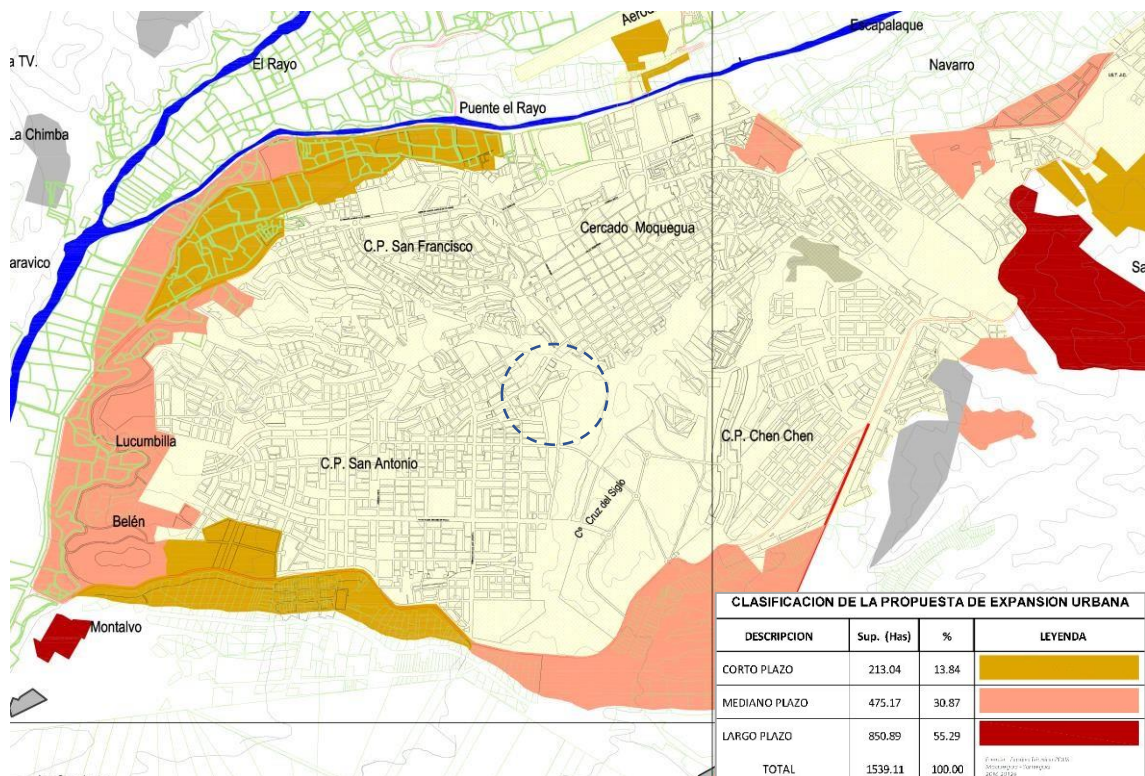 Aero
Escapalaque
a TV.
El Rayo
Navarro
Puente el Rayo
La Chimba
Cercado Moquegua
C.P. San Francisco
aravico
Sa
Lucumbilla
C.P. San Antonio
C.P. Chen Chen
Cº Cruz del Siglo
Belén
Montalvo
CLASIFICACION DE LA PROPUESTA DE EXPANSION URBANA
DESCRIPCION Sup. (Has) % LEYENDA
CORTO PLAZO 213.04 13.84
MEDIANO PLAZO 475.17 30.87
LARGO PLAZO 850.89 55.29
TOTAL 1539.11 100.00